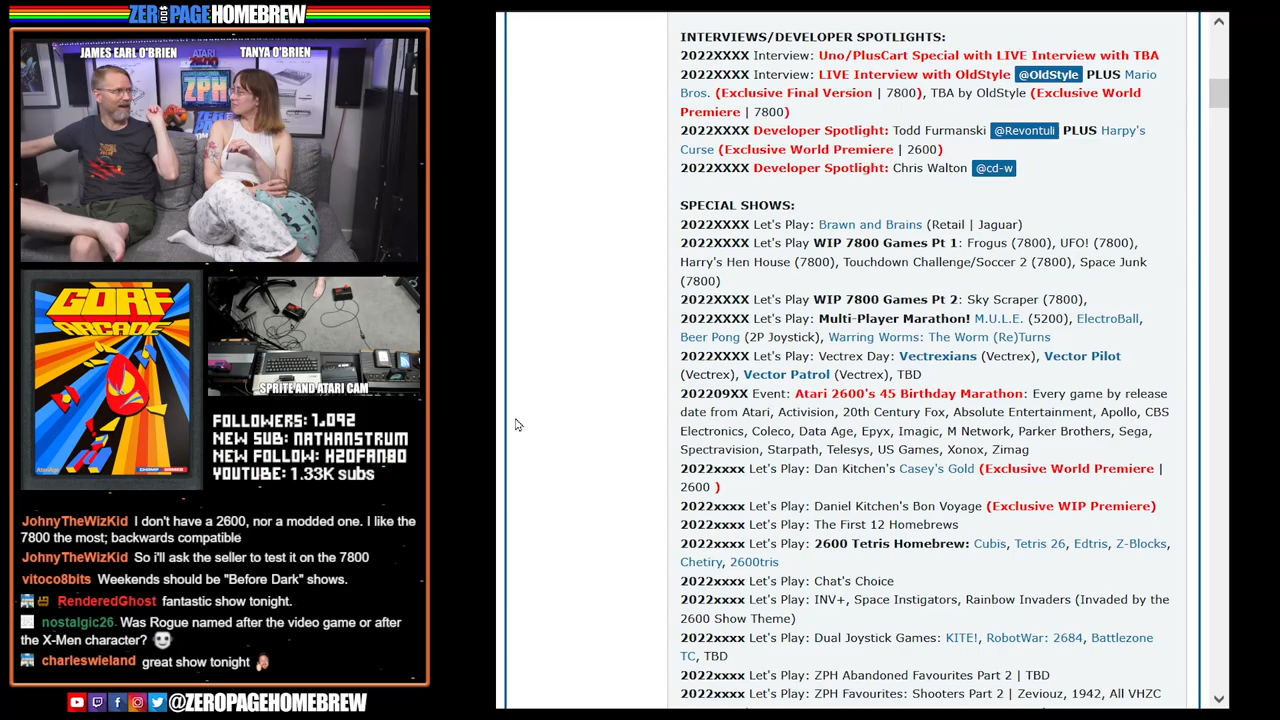 ZER0$PAGE HOMEBREW
JAMES EARL O'BRIEN
TANYA O'BRIEN
ATARI
ZPH
GORF
ARCADE
CHAMP GAMES
SPRITE AND ATARI CAM
FOLLOWERS: 1,092
NEW SUB: NATHANSTRUM
NEW FOLLOW: H2OFAN80
YOUTUBE: 1.33K subs
JohnyTheWizKid I don't have a 2600, nor a modded one. I like the
7800 the most; backwards compatible
JohnyTheWizKid So i'll ask the seller to test it on the 7800
vitoco8bits Weekends should be "Before Dark" shows.
RenderedGhost fantastic show tonight.
nostalgic26 Was Rogue named after the video game or after
the X-Men character?
charleswieland great show tonight
@ZEROPAGEHOMEBREW
INTERVIEWS/DEVELOPER SPOTLIGHTS:
2022XXXX Interview: Uno/PlusCart Special with LIVE Interview with TBA
2022XXXX Interview: LIVE Interview with OldStyle @OldStyle PLUS Mario
Bros. (Exclusive Final Version | 7800), TBA by OldStyle (Exclusive World
Premiere | 7800)
2022XXXX Developer Spotlight: Todd Furmanski @Revontuli PLUS Harpy's
Curse (Exclusive World Premiere | 2600)
2022XXXX Developer Spotlight: Chris Walton @cd-w
SPECIAL SHOWS:
2022XXXX Let's Play: Brawn and Brains (Retail | Jaguar)
2022XXXX Let's Play WIP 7800 Games Pt 1: Frogus (7800), UFO! (7800),
Harry's Hen House (7800), Touchdown Challenge/Soccer 2 (7800), Space Junk
(7800)
2022XXXX Let's Play WIP 7800 Games Pt 2: Sky Scraper (7800),
2022XXXX Let's Play: Multi-Player Marathon! M.U.L.E. (5200), ElectroBall,
Beer Pong (2P Joystick), Warring Worms: The Worm (Re)Turns
2022XXXX Let's Play: Vectrex Day: Vectrexians (Vectrex), Vector Pilot
(Vectrex), Vector Patrol (Vectrex), TBD
202209XX Event: Atari 2600's 45 Birthday Marathon: Every game by release
date from Atari, Activision, 20th Century Fox, Absolute Entertainment, Apollo, CBS
Electronics, Coleco, Data Age, Epyx, Imagic, M Network, Parker Brothers, Sega,
Spectravision, Starpath, Telesys, US Games, Xonox, Zimag
2022xxxx Let's Play: Dan Kitchen's Casey's Gold (Exclusive World Premiere |
2600 )
2022xxxx Let's Play: Daniel Kitchen's Bon Voyage (Exclusive WIP Premiere)
2022xxxx Let's Play: The First 12 Homebrews
2022xxxx Let's Play: 2600 Tetris Homebrew: Cubis, Tetris 26, Edtris, Z-Blocks,
Chetiry, 2600tris
2022xxxx Let's Play: Chat's Choice
2022xxxx Let's Play: INV+, Space Instigators, Rainbow Invaders (Invaded by the
2600 Show Theme)
2022xxxx Let's Play: Dual Joystick Games: KITE!, RobotWar: 2684, Battlezone
TC, TBD
2022xxxx Let's Play: ZPH Abandoned Favourites Part 2 | TBD
2022xxxx Let's Play: ZPH Favourites: Shooters Part 2 | Zeviouz, 1942, All VHZC